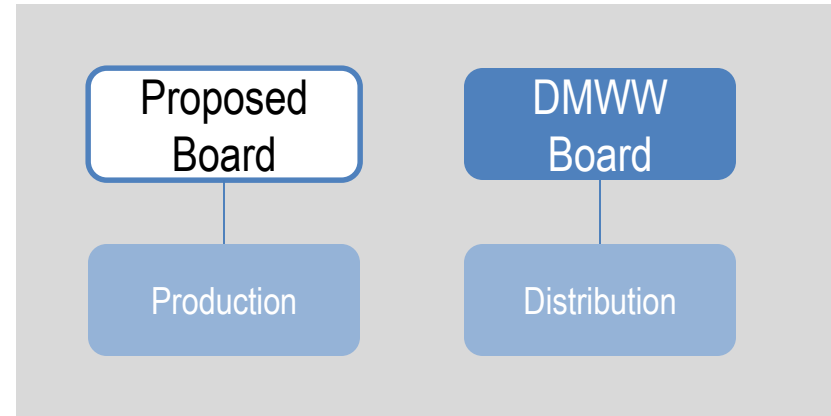 Proposed
Board
DMWW
Board
Production
Distribution